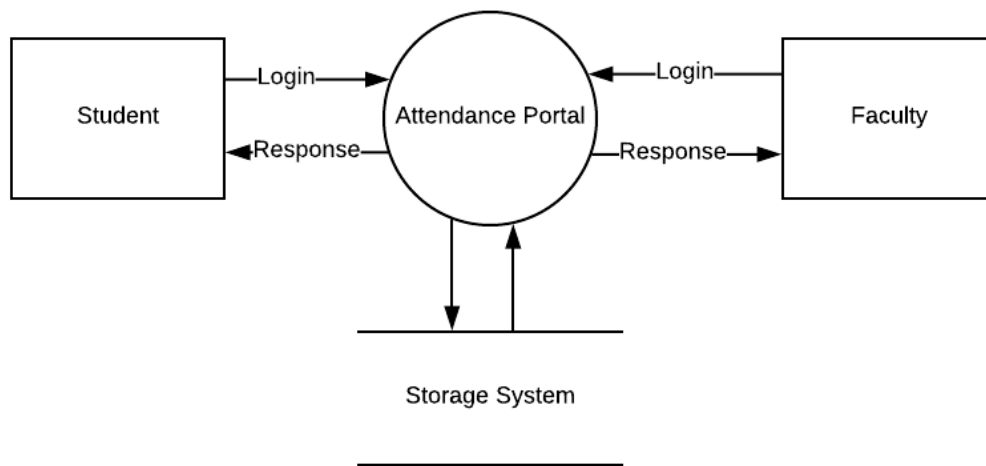 Login
Login
Student
Attendance Portal
Faculty
Response
Response
Storage System